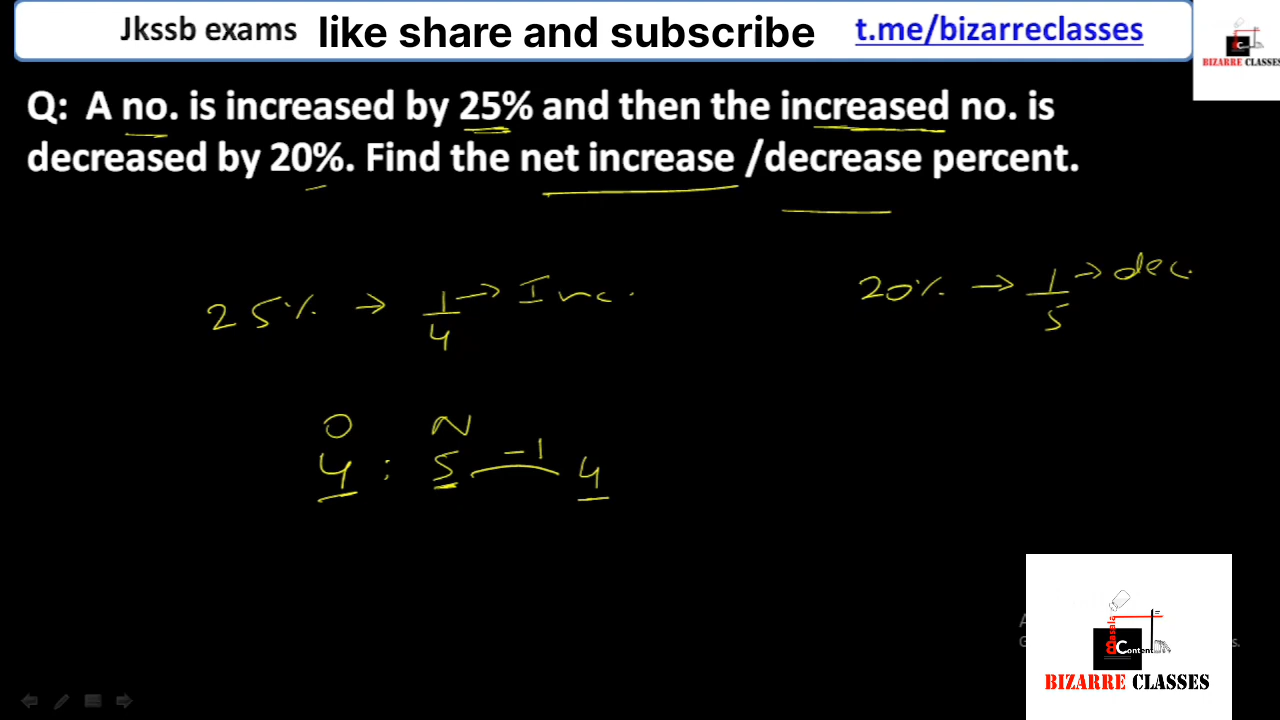 Jkssb exams like share and subscribe t.me/bizarreclasses
BIZARRE CLASSES
Q: A no. is increased by 25% and then the increased no. is
decreased by 20%. Find the net increase /decrease percent.
25% → 1/4 → Inc.
20% → 1/5 → dec.
O N
4 : 5 -1 4
BIZARRE CLASSES